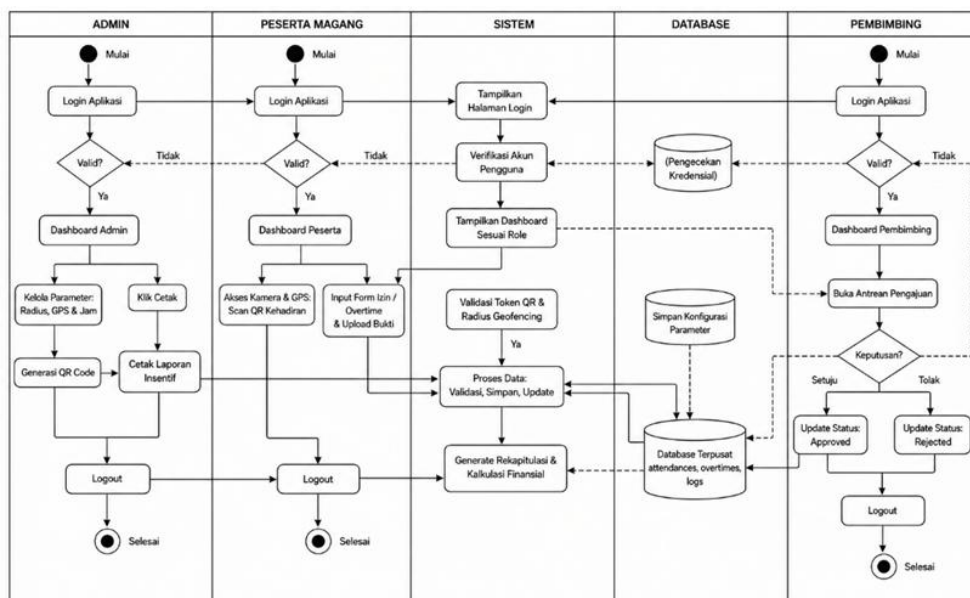 ADMIN
PESERTA MAGANG
SISTEM
DATABASE
PEMBIMBING
Mulai
Mulai
Mulai
Login Aplikasi
Login Aplikasi
Tampilkan
Halaman Login
Login Aplikasi
Valid?
Tidak
Valid?
Tidak
Verifikasi Akun
Pengguna
(Pengecekan
Kredensial)
Valid?
Tidak
Ya
Ya
Ya
Dashboard Admin
Dashboard Peserta
Tampilkan Dashboard
Sesuai Role
Dashboard Pembimbing
Kelola Parameter:
Radius, GPS & Jam
Klik Cetak
Akses Kamera & GPS:
Scan QR Kehadiran
Input Form Izin /
Overtime
& Upload Bukti
Validasi Token QR &
Radius Geofencing
Simpan Konfigurasi
Parameter
Buka Antrean Pengajuan
Ya
Keputusan?
Generasi QR Code
Cetak Laporan
Insentif
Proses Data:
Validasi, Simpan, Update
Setuju
Tolak
Update Status:
Approved
Update Status:
Rejected
Database Terpusat
attendances, overtimes,
logs
Generate Rekapitulasi &
Kalkulasi Finansial
Logout
Logout
Logout
Selesai
Selesai
Selesai